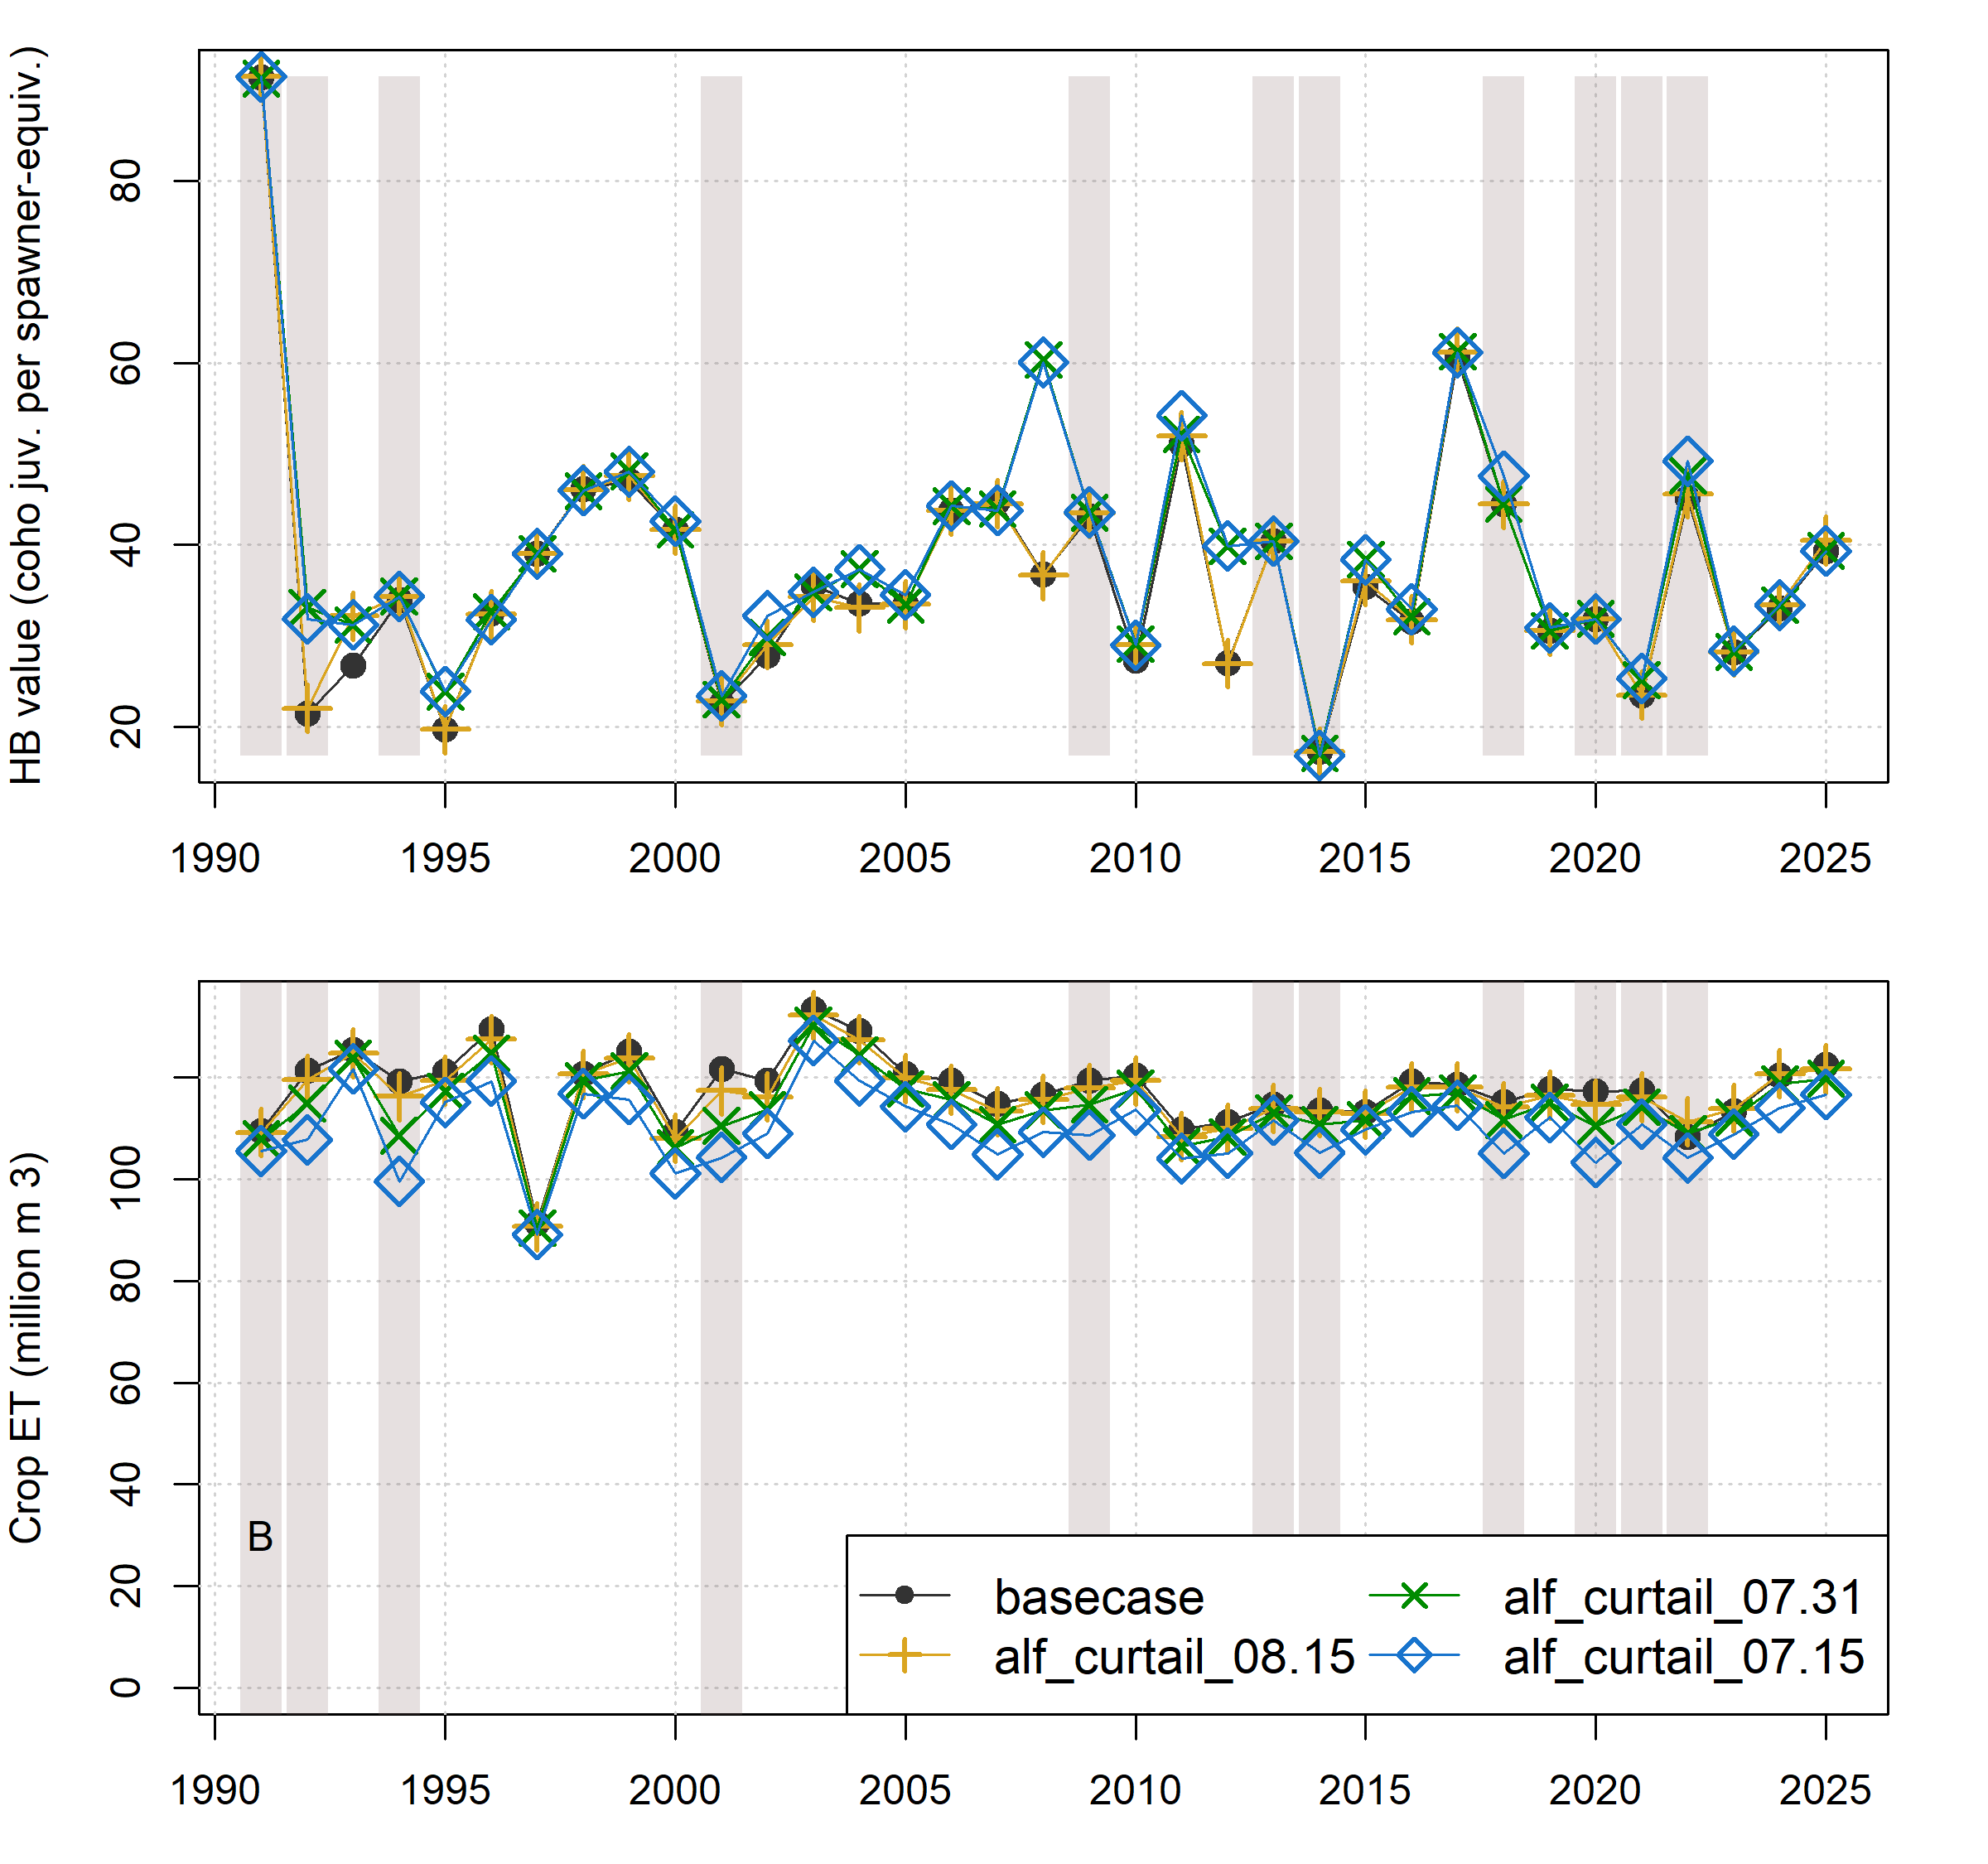 HB value (coho juv. per spawner-equiv.)
80
60
40
20
1990 1995 2000 2005 2010 2015 2020 2025
Crop ET (million m 3)
100
80
60
40
20
0
B
basecase
alf_curtail_08.15
alf_curtail_07.31
alf_curtail_07.15
1990 1995 2000 2005 2010 2015 2020 2025